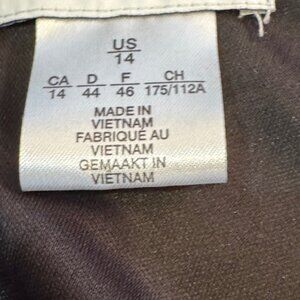 US
14
CA D F CH
14 44 46 175/112A
MADE IN
VIETNAM
FABRIQUÉ AU
VIETNAM
GEMAAKT IN
VIETNAM